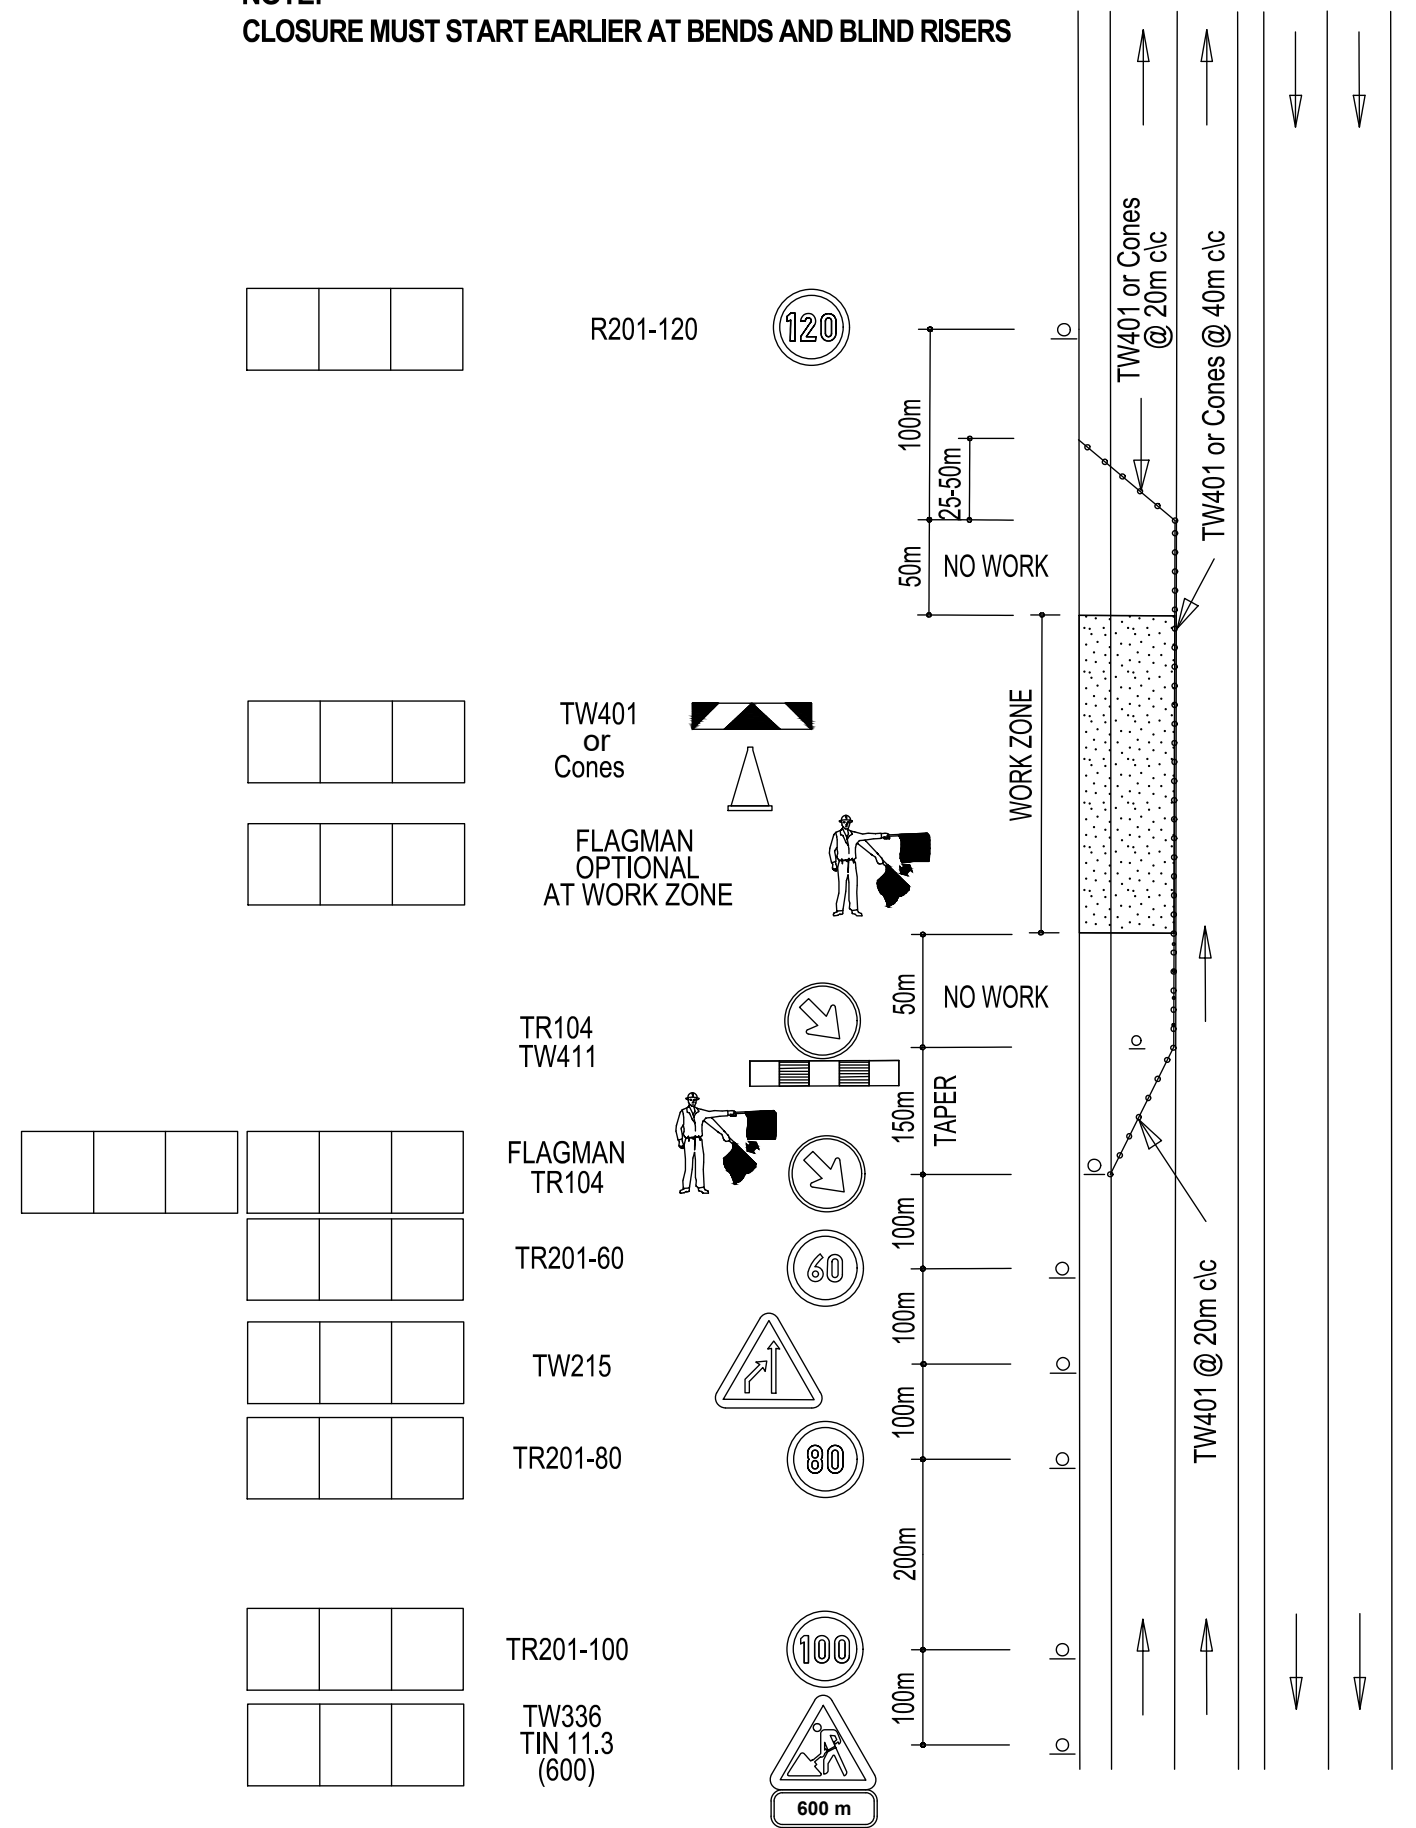 NOTE:
CLOSURE MUST START EARLIER AT BENDS AND BLIND RISERS
TW401 or Cones
@ 20m c\c
TW401 or Cones @ 40m c\c
R201-120
120
100m
25-50m
50m
NO WORK
TW401
or
Cones
WORK ZONE
FLAGMAN
OPTIONAL
AT WORK ZONE
50m
NO WORK
TR104
TW411
150m
TAPER
FLAGMAN
TR104
100m
TR201-60
60
100m
TW215
TW401 @ 20m c\c
100m
TR201-80
80
200m
TR201-100
100
100m
TW336
TIN 11.3
(600)
600 m